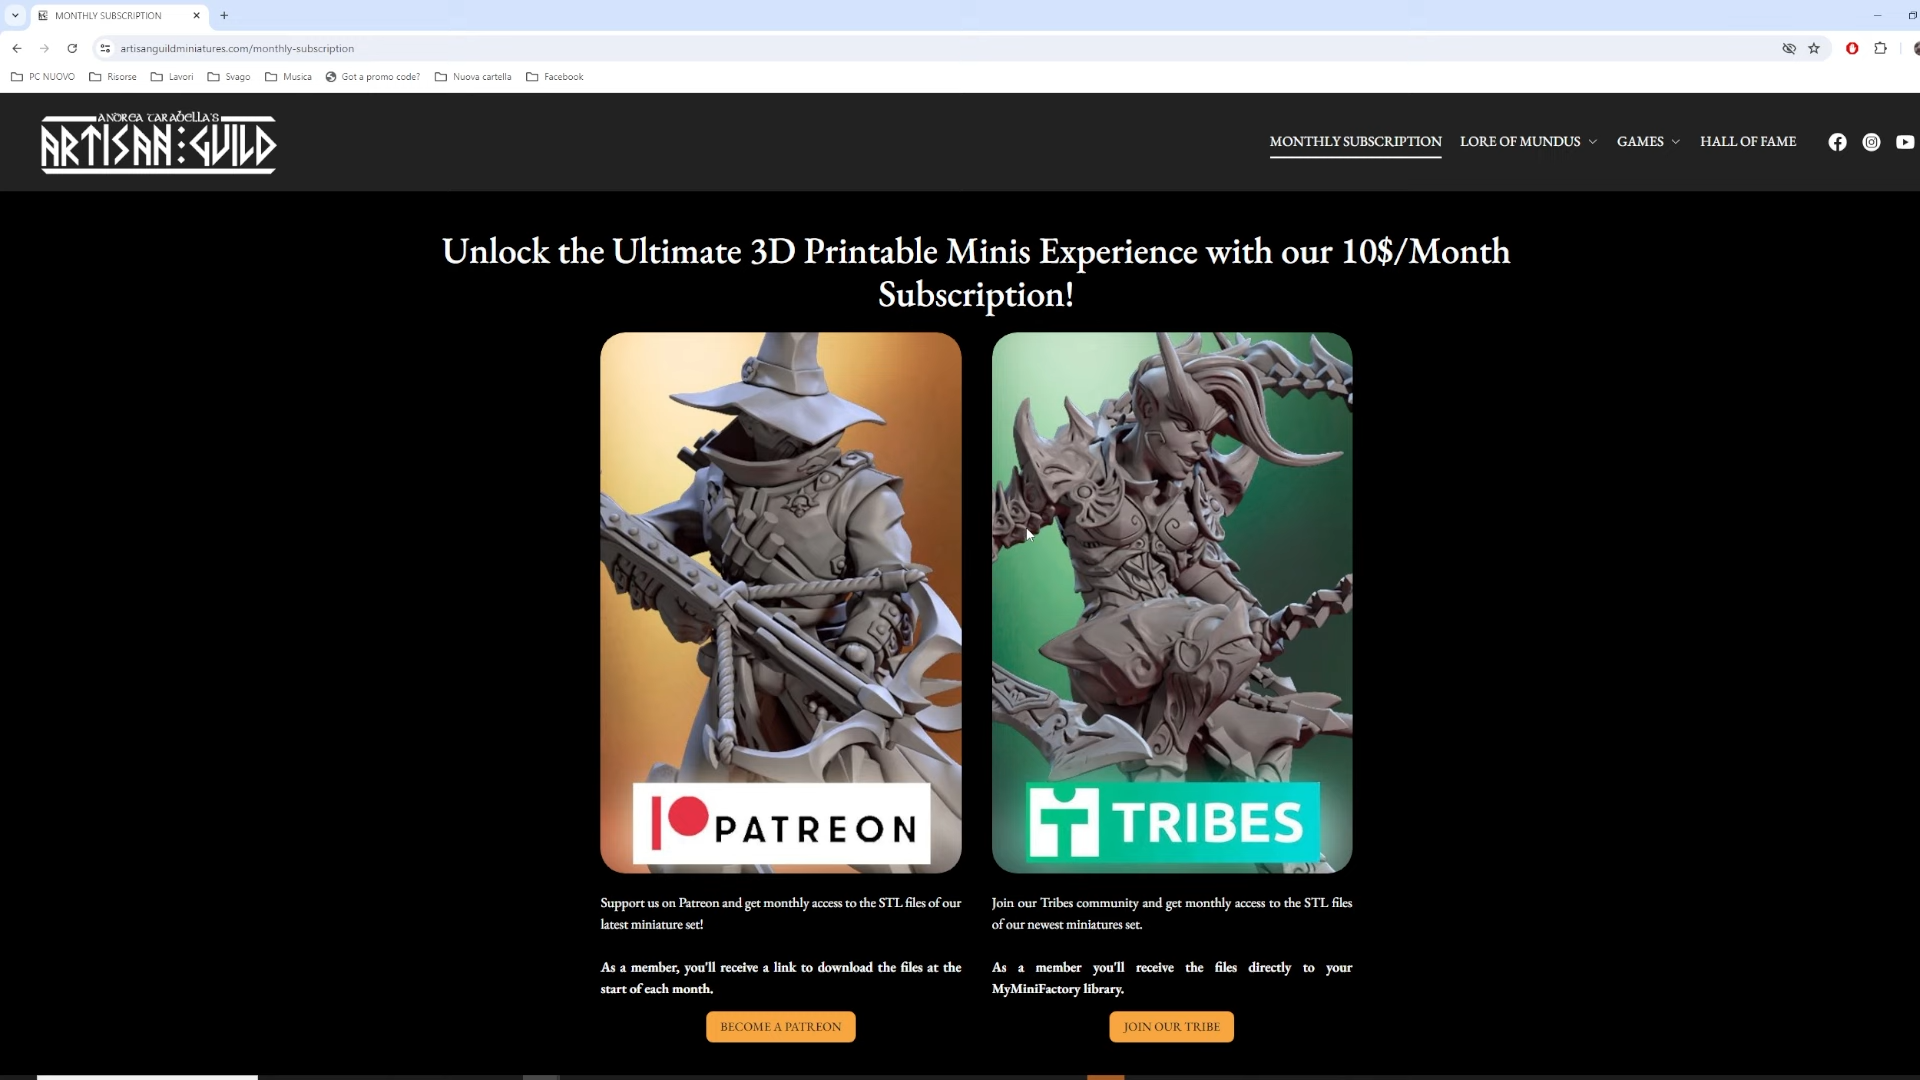 MONTHLY SUBSCRIPTION
artisanguildminiatures.com/monthly-subscription
PC NUOVO
Risorse
Lavori
Svago
Musica
Got a promo code?
Nuova cartella
Facebook
ANDREA TARABELLA'S
ARTISAN:GUILD
MONTHLY SUBSCRIPTION
LORE OF MUNDUS
GAMES
HALL OF FAME
Unlock the Ultimate 3D Printable Minis Experience with our 10$/Month
Subscription!
PATREON
Support us on Patreon and get monthly access to the STL files of our
latest miniature set!
As a member, you'll receive a link to download the files at the
start of each month.
BECOME A PATREON
TRIBES
Join our Tribes community and get monthly access to the STL files
of our newest miniatures set.
As a member you'll receive the files directly to your
MyMiniFactory library.
JOIN OUR TRIBE